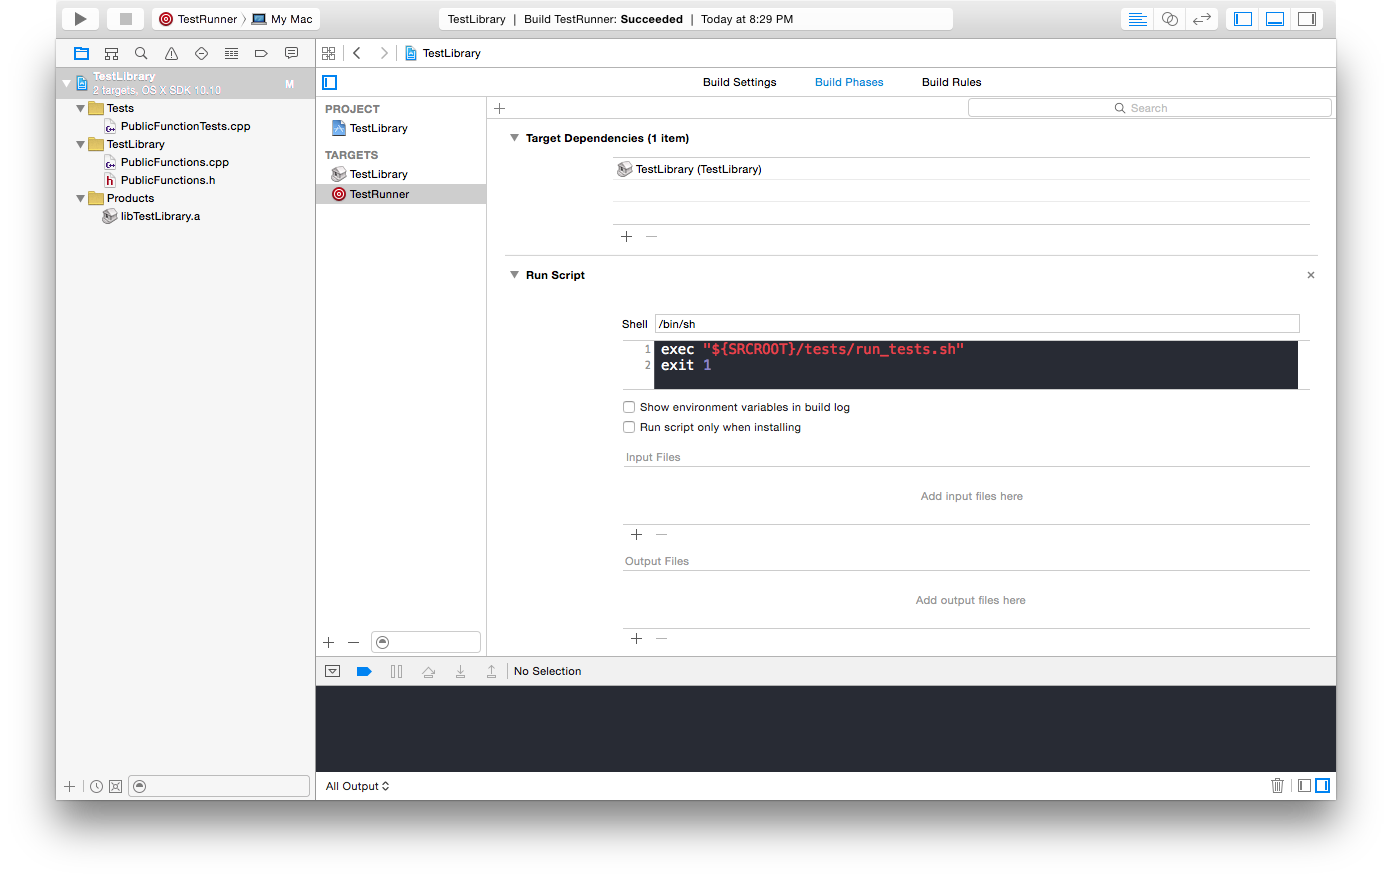 TestRunner 〉 My Mac
TestLibrary | Build TestRunner: Succeeded | Today at 8:29 PM
TestLibrary
2 targets, OS X SDK 10.10
M
Tests
PublicFunctionTests.cpp
TestLibrary
PublicFunctions.cpp
PublicFunctions.h
Products
libTestLibrary.a
TestLibrary
Build Settings
Build Phases
Build Rules
PROJECT
TestLibrary
TARGETS
TestLibrary
TestRunner
Search
Target Dependencies (1 item)
TestLibrary (TestLibrary)
Run Script
Shell /bin/sh
1 exec "${SRCROOT}/tests/run_tests.sh"
2 exit 1
Show environment variables in build log
Run script only when installing
Input Files
Add input files here
Output Files
Add output files here
No Selection
All Output